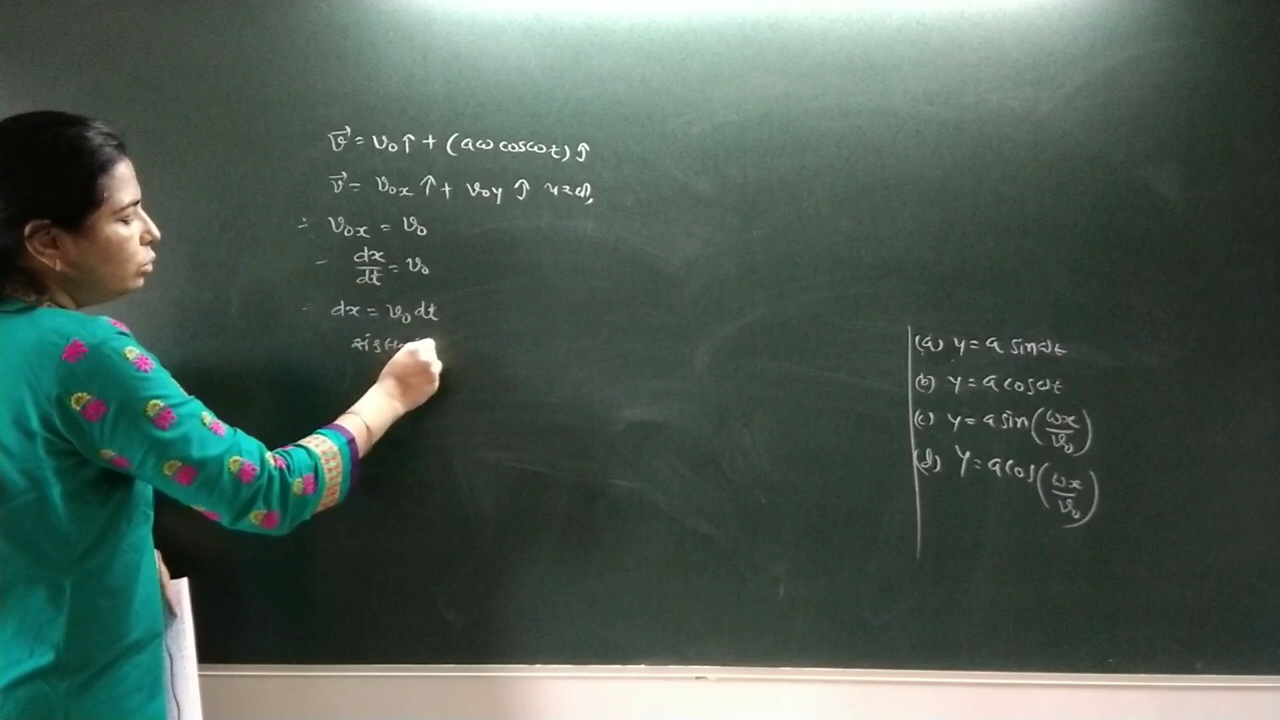 v⃗ = v₀ î + (aω cosωt) ĵ
v⃗ = v₀ₓ î + v₀y ĵ
∴ v₀ₓ = v₀
∴ dx/dt = v₀
∴ dx = v₀ dt
(a) y = a sinωt
(b) y = a cosωt
(c) y = a sin(ωx/v₀)
(d) y = a cos(ωx/v₀)